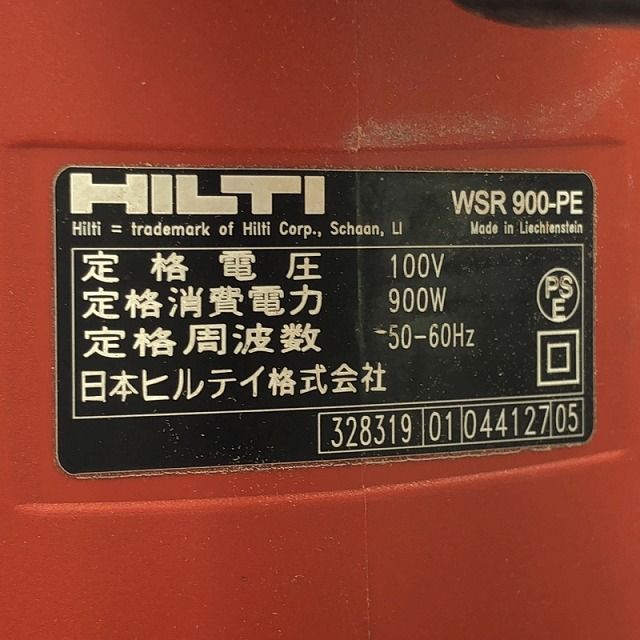 HILTI WSR 900-PE
Hilti = trademark of Hilti Corp., Schaan, LI Made in Liechtenstein
定格電圧 100V
定格消費電力 900W
定格周波数 50-60Hz
PS
E
日本ヒルテイ株式会社
328319 01 044127 05